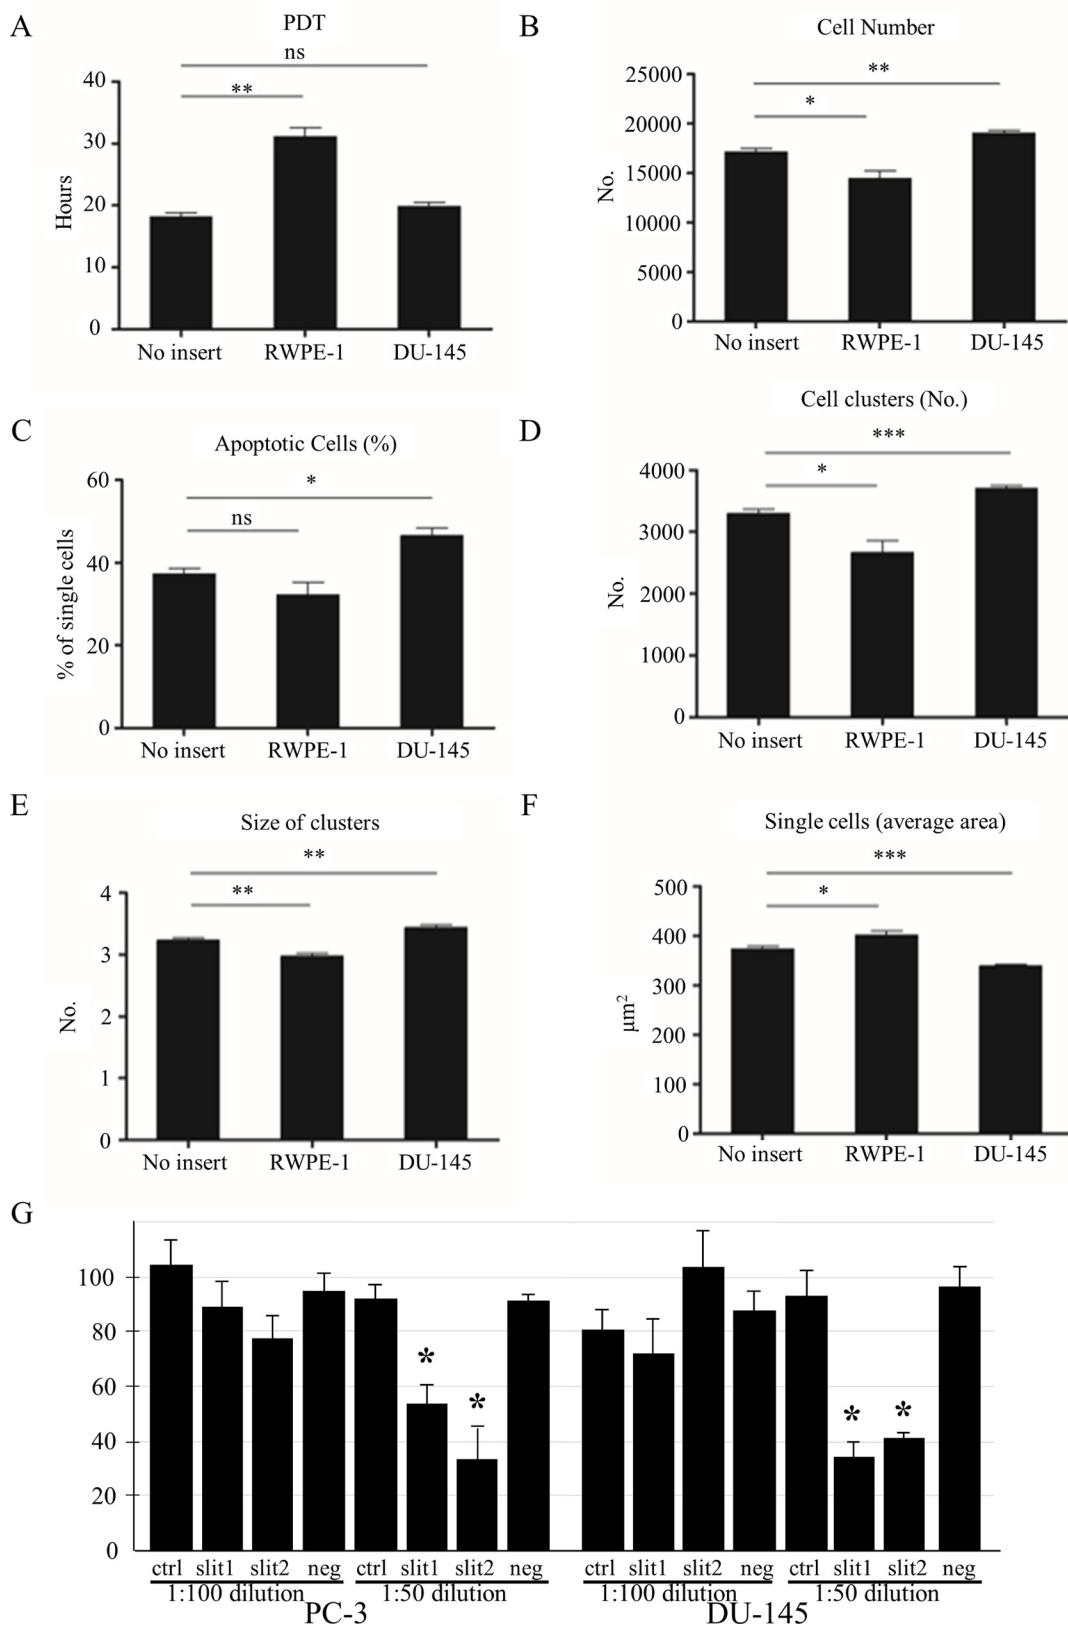 A
PDT
ns
**
40
30
20
10
0
Hours
No insert RWPE-1 DU-145
B
Cell Number
**
*
25000
20000
15000
10000
5000
0
No.
No insert RWPE-1 DU-145
C
Apoptotic Cells (%)
*
ns
60
40
20
0
% of single cells
No insert RWPE-1 DU-145
D
Cell clusters (No.)
***
*
4000
3000
2000
1000
0
No.
No insert RWPE-1 DU-145
E
Size of clusters
**
**
4
3
2
1
0
No.
No insert RWPE-1 DU-145
F
Single cells (average area)
***
*
500
400
300
200
100
0
µm²
No insert RWPE-1 DU-145
G
100
80
60
40
20
0
* * * *
ctrl slit1 slit2 neg ctrl slit1 slit2 neg ctrl slit1 slit2 neg ctrl slit1 slit2 neg
1:100 dilution 1:50 dilution 1:100 dilution 1:50 dilution
PC-3 DU-145